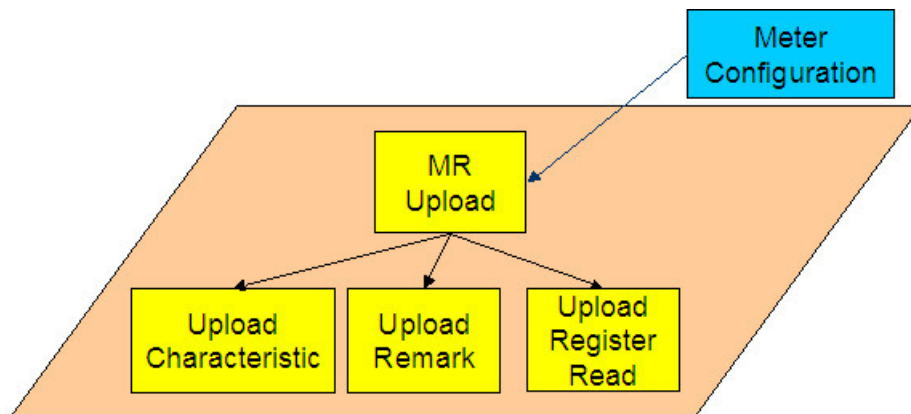 Meter
Configuration
MR
Upload
Upload
Characteristic
Upload
Remark
Upload
Register
Read